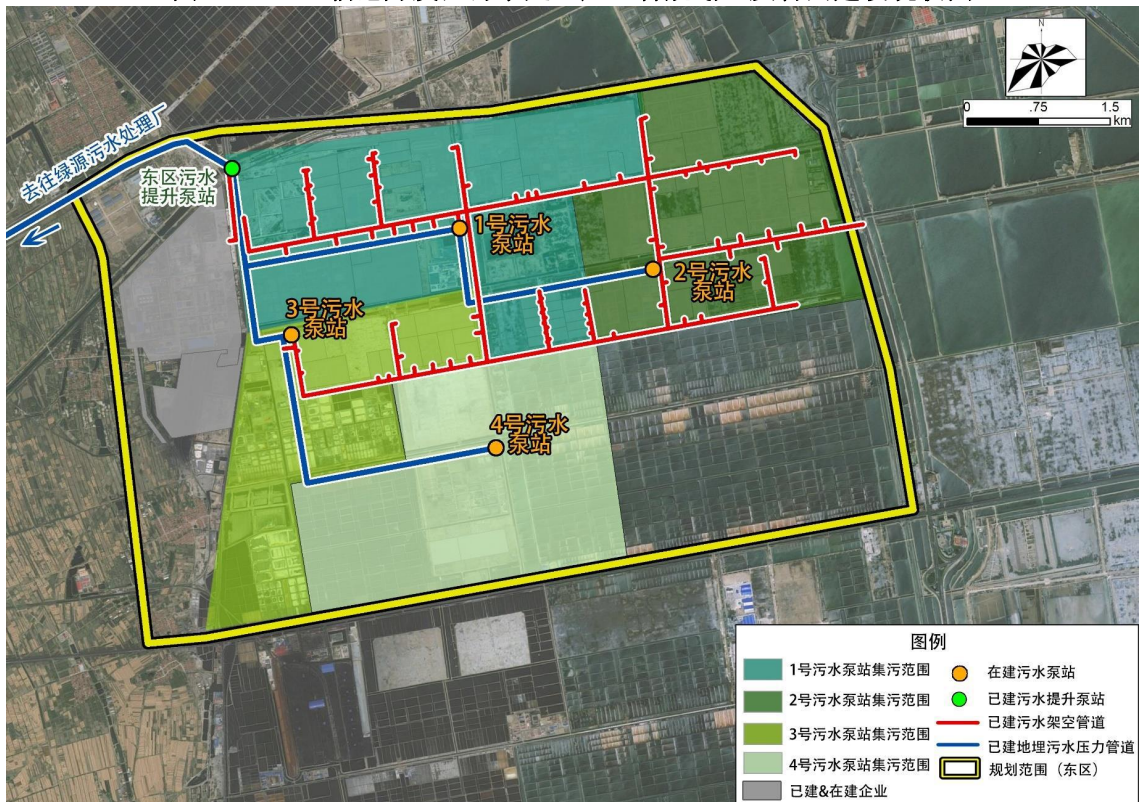 N
0 .75 1.5
km
去往绿源污水处理厂
东区污水
提升泵站
1号污水
泵站
2号污水
泵站
3号污水
泵站
4号污水
泵站
图例
1号污水泵站集污范围
在建污水泵站
2号污水泵站集污范围
已建污水提升泵站
3号污水泵站集污范围
已建污水架空管道
已建地埋污水压力管道
4号污水泵站集污范围
规划范围（东区）
已建&在建企业